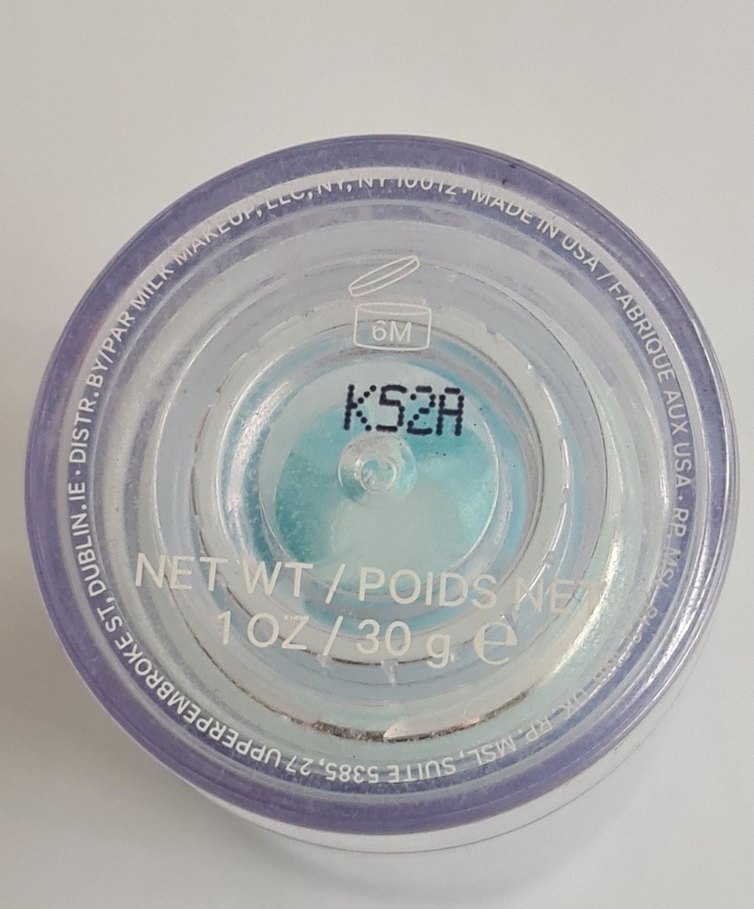 6M
KS2A
NET WT / POIDS NET
1 OZ / 30 g e
DISTR. BY/PAR MILK MAKEUP, LLC, NY, NY 10012 · MADE IN USA / FABRIQUE AUX USA · RP. MSL UK RP. MSL, SUITE 5385, 27 UPPERPEMBROKE ST, DUBLIN.IE ·